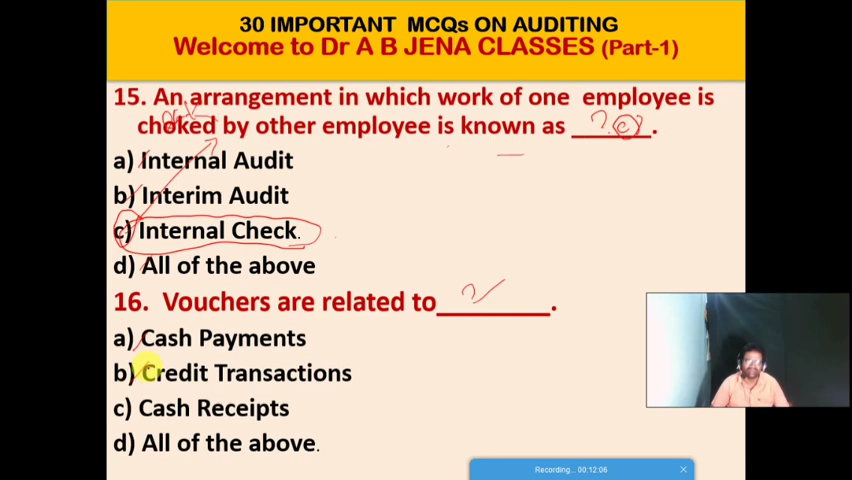 30 IMPORTANT MCQs ON AUDITING
Welcome to Dr A B JENA CLASSES (Part-1)
15. An arrangement in which work of one employee is
choked by other employee is known as ______.
a) Internal Audit
b) Interim Audit
c) Internal Check.
d) All of the above
16. Vouchers are related to________.
a) Cash Payments
b) Credit Transactions
c) Cash Receipts
d) All of the above.
Recording... 00:12:06